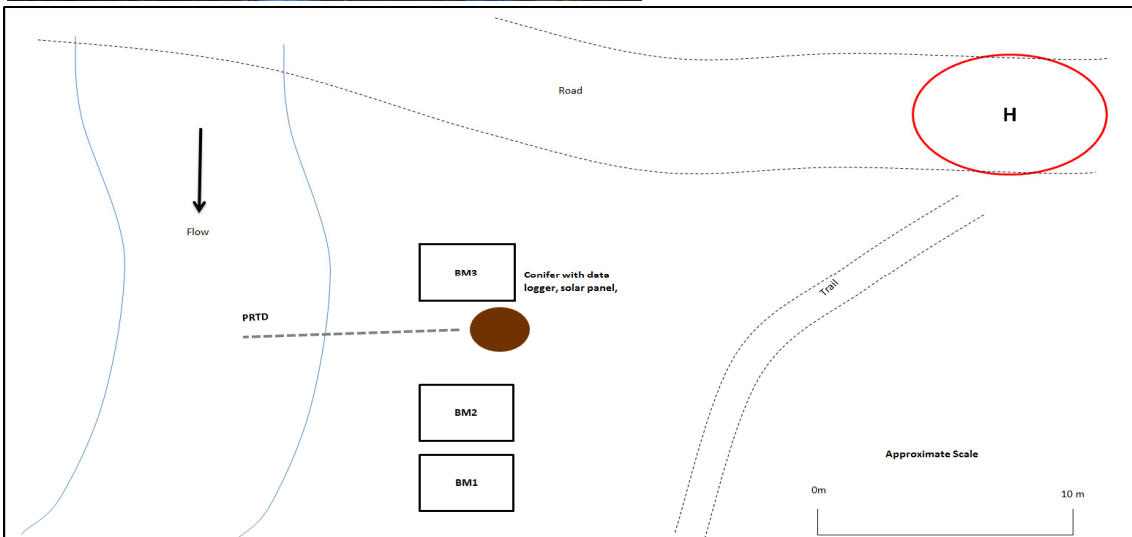 Road
H
Flow
BM3
Conifer with data
logger, solar panel,
Trail
PRTD
BM2
Approximate Scale
BM1
0m
10 m